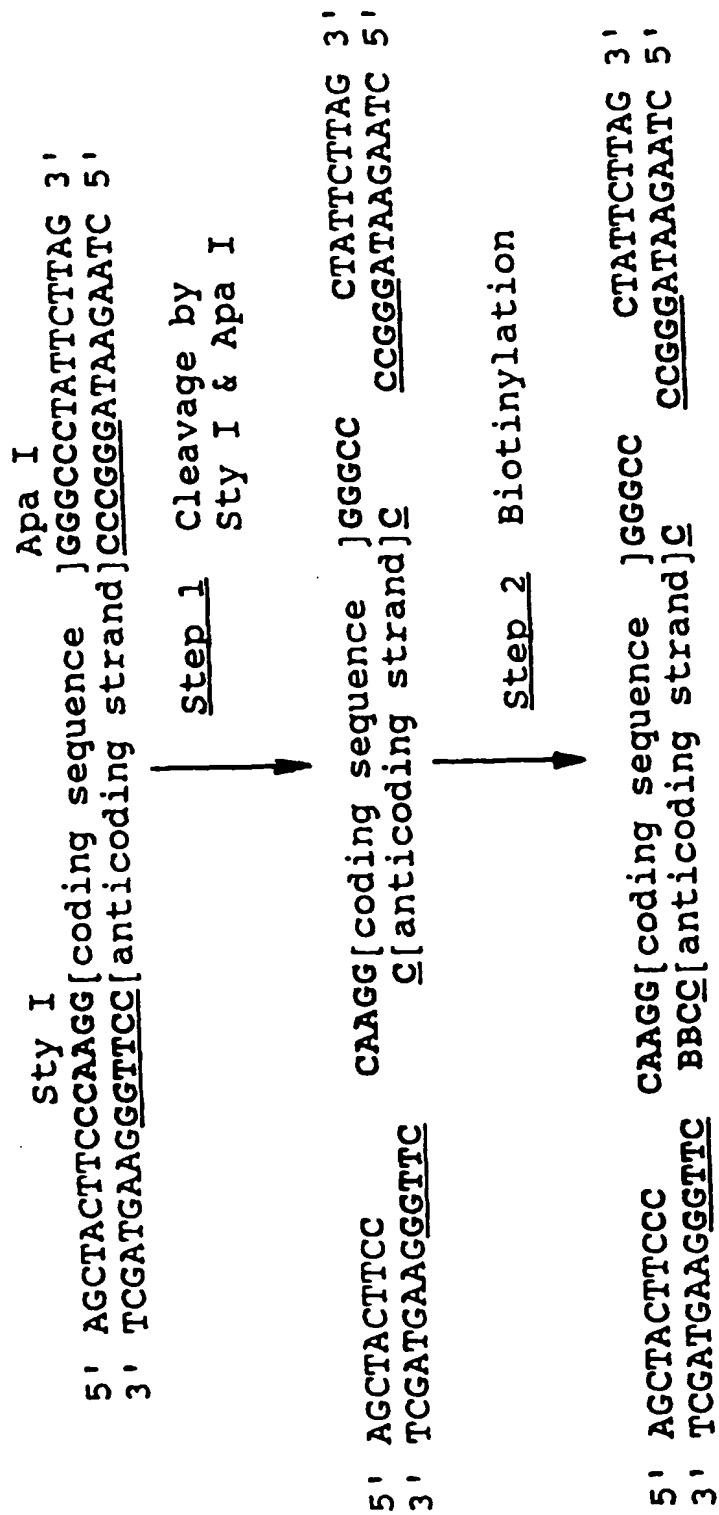 Sty I Apa I
5' AGCTACTTCCCAAGG[coding sequence ]GGGCCCTATTCTTAG 3'
3' TCGATGAAGGGTTCC[anticoding strand]CCCGGGATAAGAATC 5'
Step 1 Cleavage by
Sty I & Apa I
5' AGCTACTTCC CAAGG[coding sequence ]GGGCC CTATTCTTAG 3'
3' TCGATGAAGGGTTC C[anticoding strand]C CCGGGATAAGAATC 5'
Step 2 Biotinylation
5' AGCTACTTCCC CAAGG[coding sequence ]GGGCC CTATTCTTAG 3'
3' TCGATGAAGGGTTC BBCC[anticoding strand]C CCGGGATAAGAATC 5'